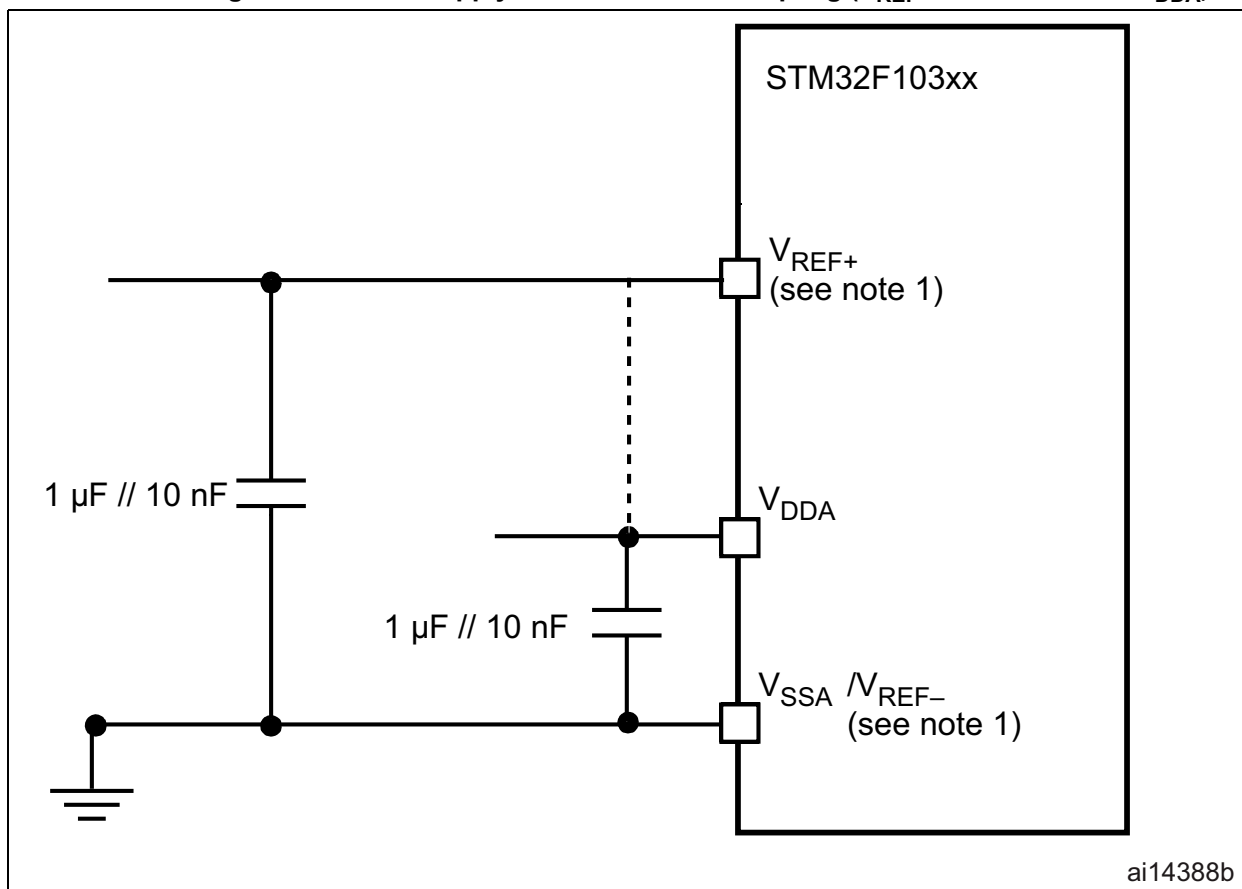 STM32F103xx
VREF+
(see note 1)
1 µF // 10 nF
VDDA
1 µF // 10 nF
VSSA /VREF–
(see note 1)
ai14388b